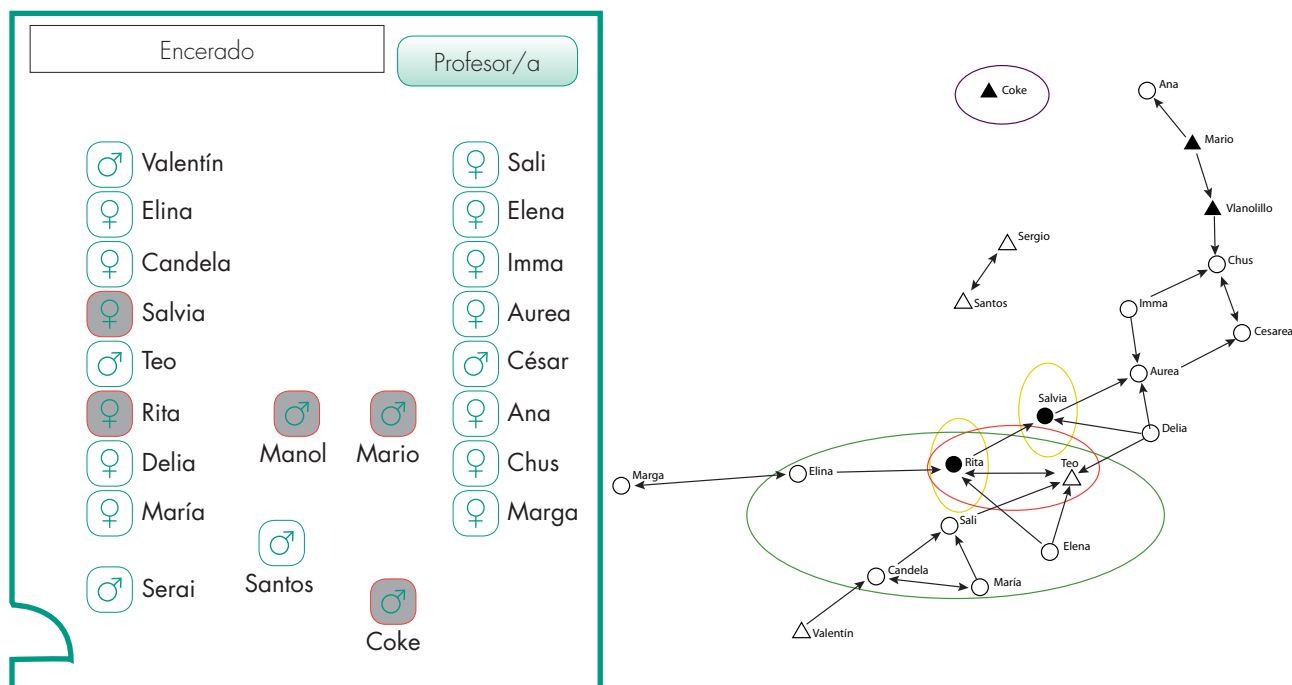 Encerado
Profesor/a
Valentín
Elina
Candela
Salvia
Teo
Rita
Delia
María
Serai
Manol
Mario
Santos
Coke
Sali
Elena
Imma
Aurea
César
Ana
Chus
Marga
Coke
Ana
Mario
Vlanolillo
Sergio
Chus
Santos
Imma
Cesarea
Aurea
Salvia
Delia
Marga
Elina
Rita
Teo
Sali
Elena
Candela
María
Valentín